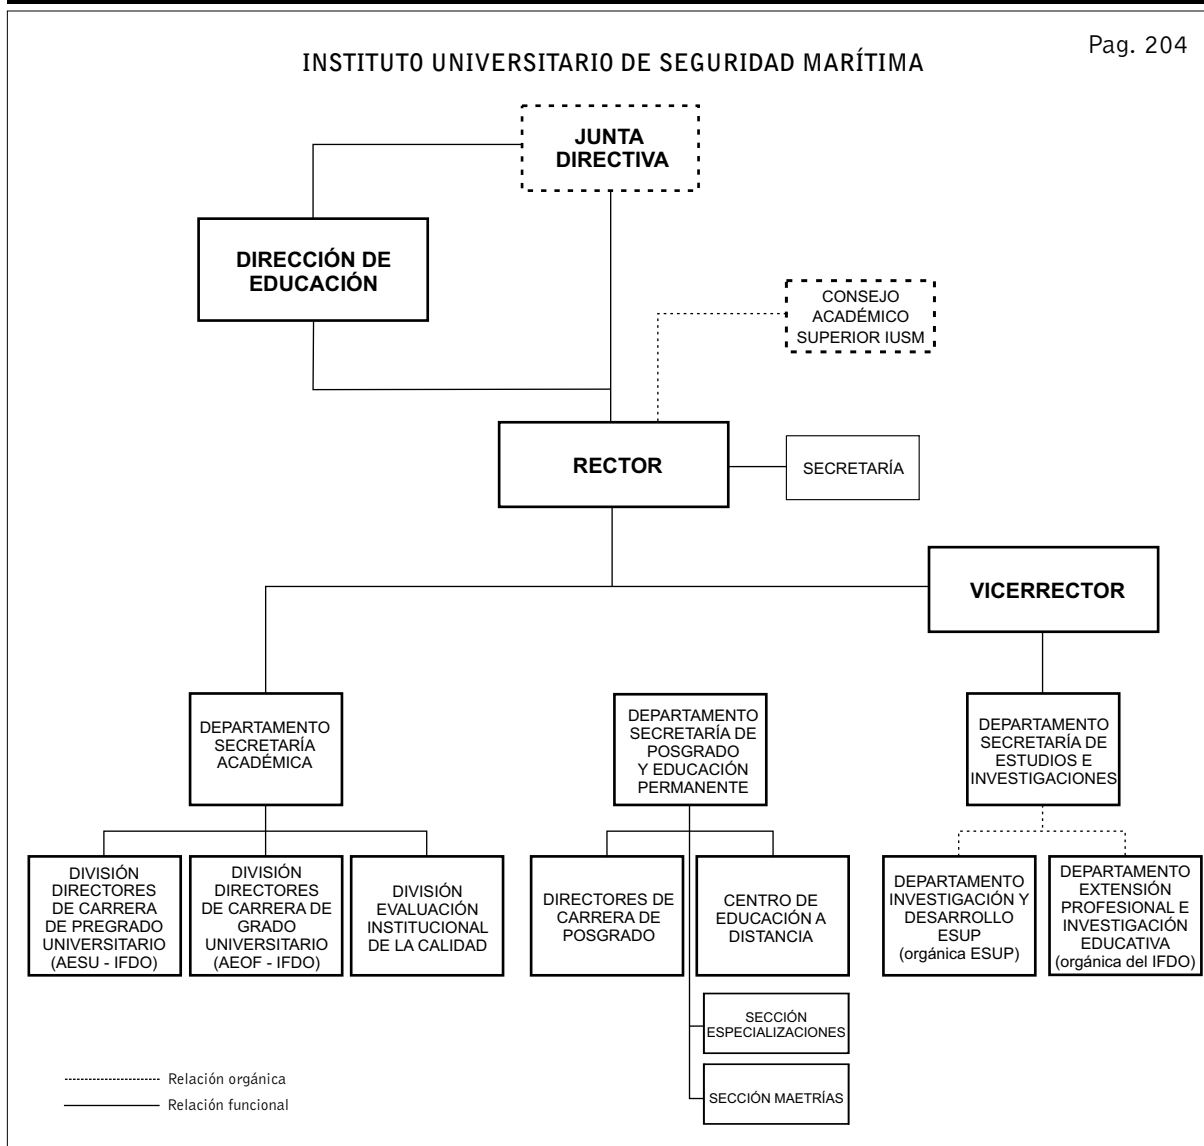 Pag. 204
INSTITUTO UNIVERSITARIO DE SEGURIDAD MARÍTIMA
JUNTA
DIRECTIVA
DIRECCIÓN DE
EDUCACIÓN
CONSEJO
ACADÉMICO
SUPERIOR IUSM
RECTOR
SECRETARÍA
VICERRECTOR
DEPARTAMENTO
SECRETARÍA
ACADÉMICA
DEPARTAMENTO
SECRETARÍA DE
POSGRADO
Y EDUCACIÓN
PERMANENTE
DEPARTAMENTO
SECRETARÍA DE
ESTUDIOS E
INVESTIGACIONES
DIVISIÓN
DIRECTORES
DE CARRERA
DE PREGRADO
UNIVERSITARIO
(AESU - IFDO)
DIVISIÓN
DIRECTORES
DE CARRERA DE
GRADO
UNIVERSITARIO
(AEOF - IFDO)
DIVISIÓN
EVALUACIÓN
INSTITUCIONAL
DE LA CALIDAD
DIRECTORES DE
CARRERA DE
POSGRADO
CENTRO DE
EDUCACIÓN A
DISTANCIA
DEPARTAMENTO
INVESTIGACIÓN Y
DESARROLLO
ESUP
(orgánica ESUP)
DEPARTAMENTO
EXTENSIÓN
PROFESIONAL E
INVESTIGACIÓN
EDUCATIVA
(orgánica del IFDO)
SECCIÓN
ESPECIALIZACIONES
SECCIÓN MAETRÍAS
Relación orgánica
Relación funcional